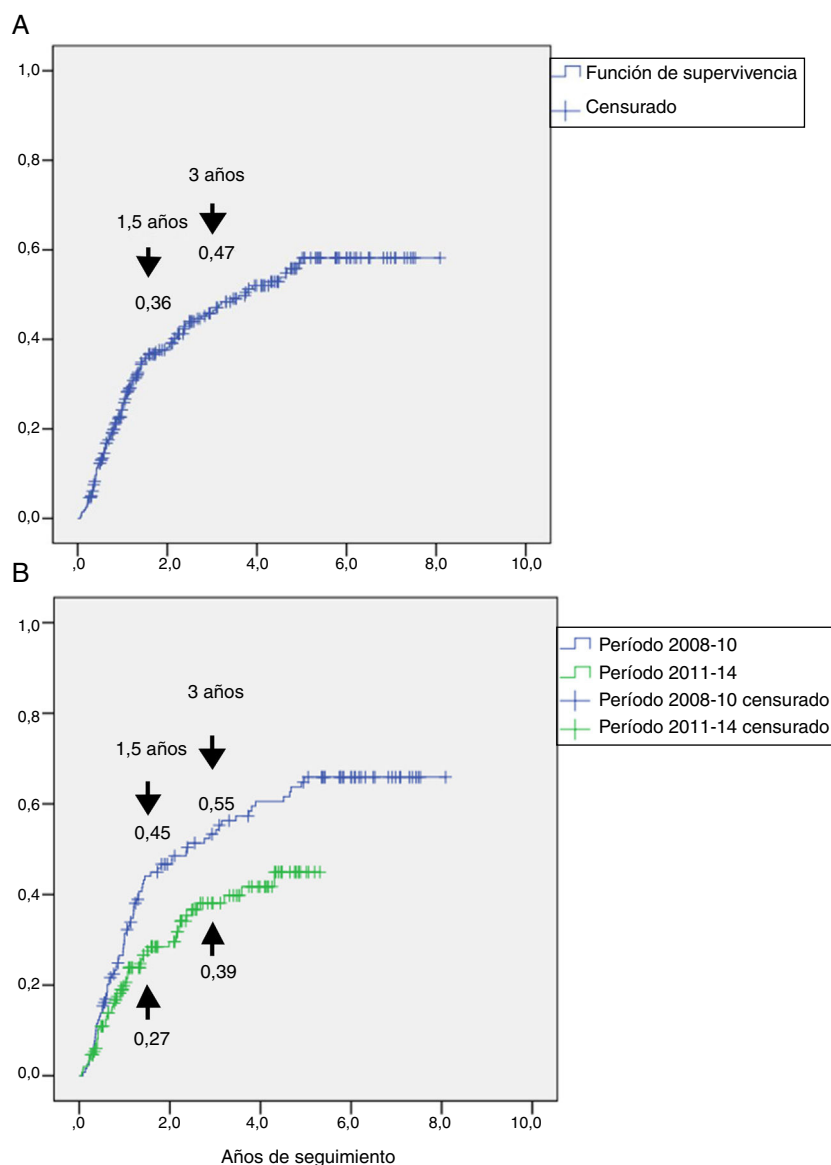 A
1,0
0,8
0,6
0,4
0,2
0,0
,0 2,0 4,0 6,0 8,0 10,0
Función de supervivencia
Censurado
3 años
1,5 años
0,47
0,36
B
1,0
0,8
0,6
0,4
0,2
0,0
,0 2,0 4,0 6,0 8,0 10,0
Período 2008-10
Período 2011-14
Período 2008-10 censurado
Período 2011-14 censurado
3 años
1,5 años
0,55
0,45
0,39
0,27
Años de seguimiento